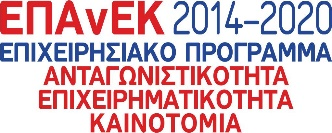 ΕΠΑνΕΚ 2014–2020
ΕΠΙΧΕΙΡΗΣΙΑΚΟ ΠΡΟΓΡΑΜΜΑ
ΑΝΤΑΓΩΝΙΣΤΙΚΟΤΗΤΑ
ΕΠΙΧΕΙΡΗΜΑΤΙΚΟΤΗΤΑ
ΚΑΙΝΟΤΟΜΙΑ